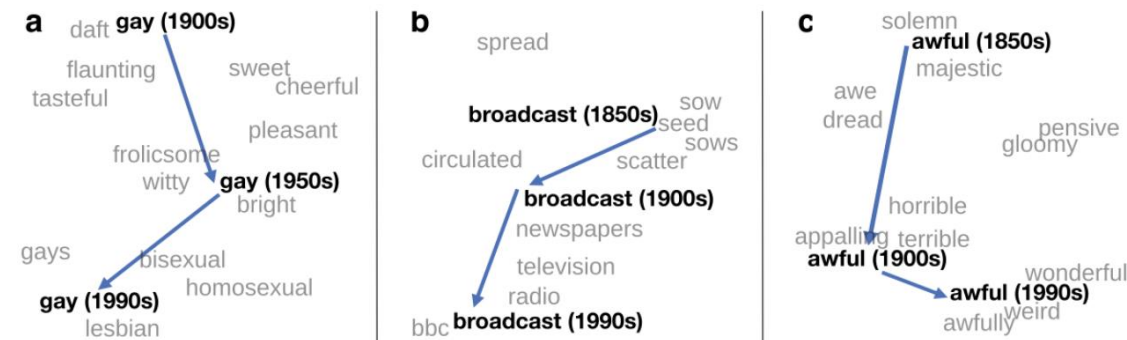 a
daft gay (1900s)
flaunting
sweet
tasteful
cheerful
pleasant
frolicsome
witty
gay (1950s)
bright
gays
bisexual
homosexual
gay (1990s)
lesbian
b
spread
broadcast (1850s)
sow
seed
sows
circulated
scatter
broadcast (1900s)
newspapers
television
radio
bbc broadcast (1990s)
c
solemn
awful (1850s)
majestic
awe
dread
pensive
gloomy
horrible
appalling terrible
awful (1900s)
wonderful
awful (1990s)
weird
awfully